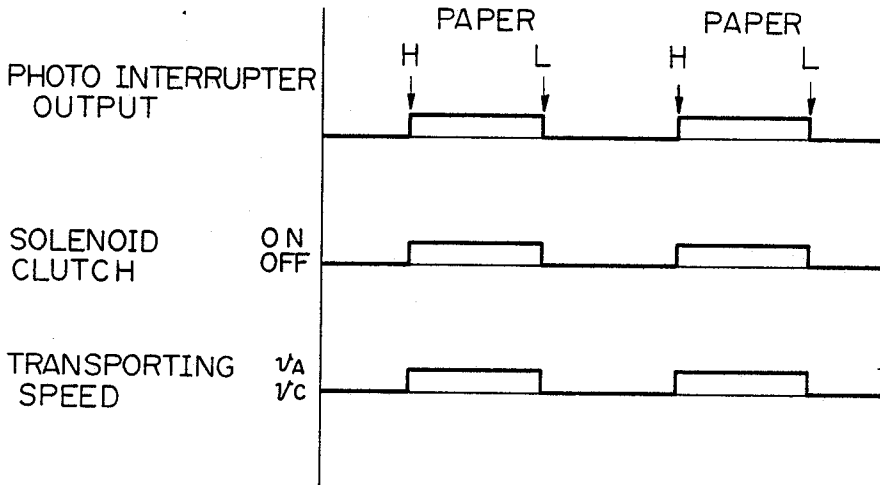 PAPER PAPER
H L H L
PHOTO INTERRUPTER
OUTPUT
SOLENOID ON
CLUTCH OFF
TRANSPORTING VA
SPEED VC